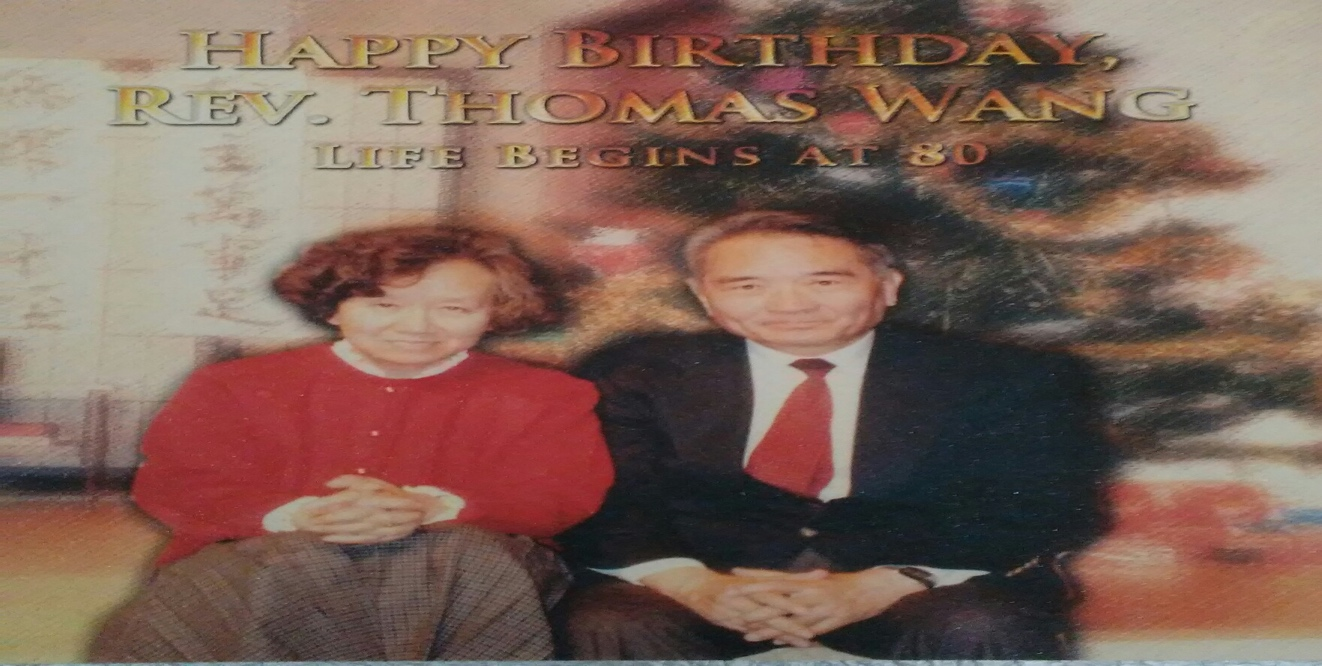 HAPPY BIRTHDAY,
REV. THOMAS WANG
LIFE BEGINS AT 80